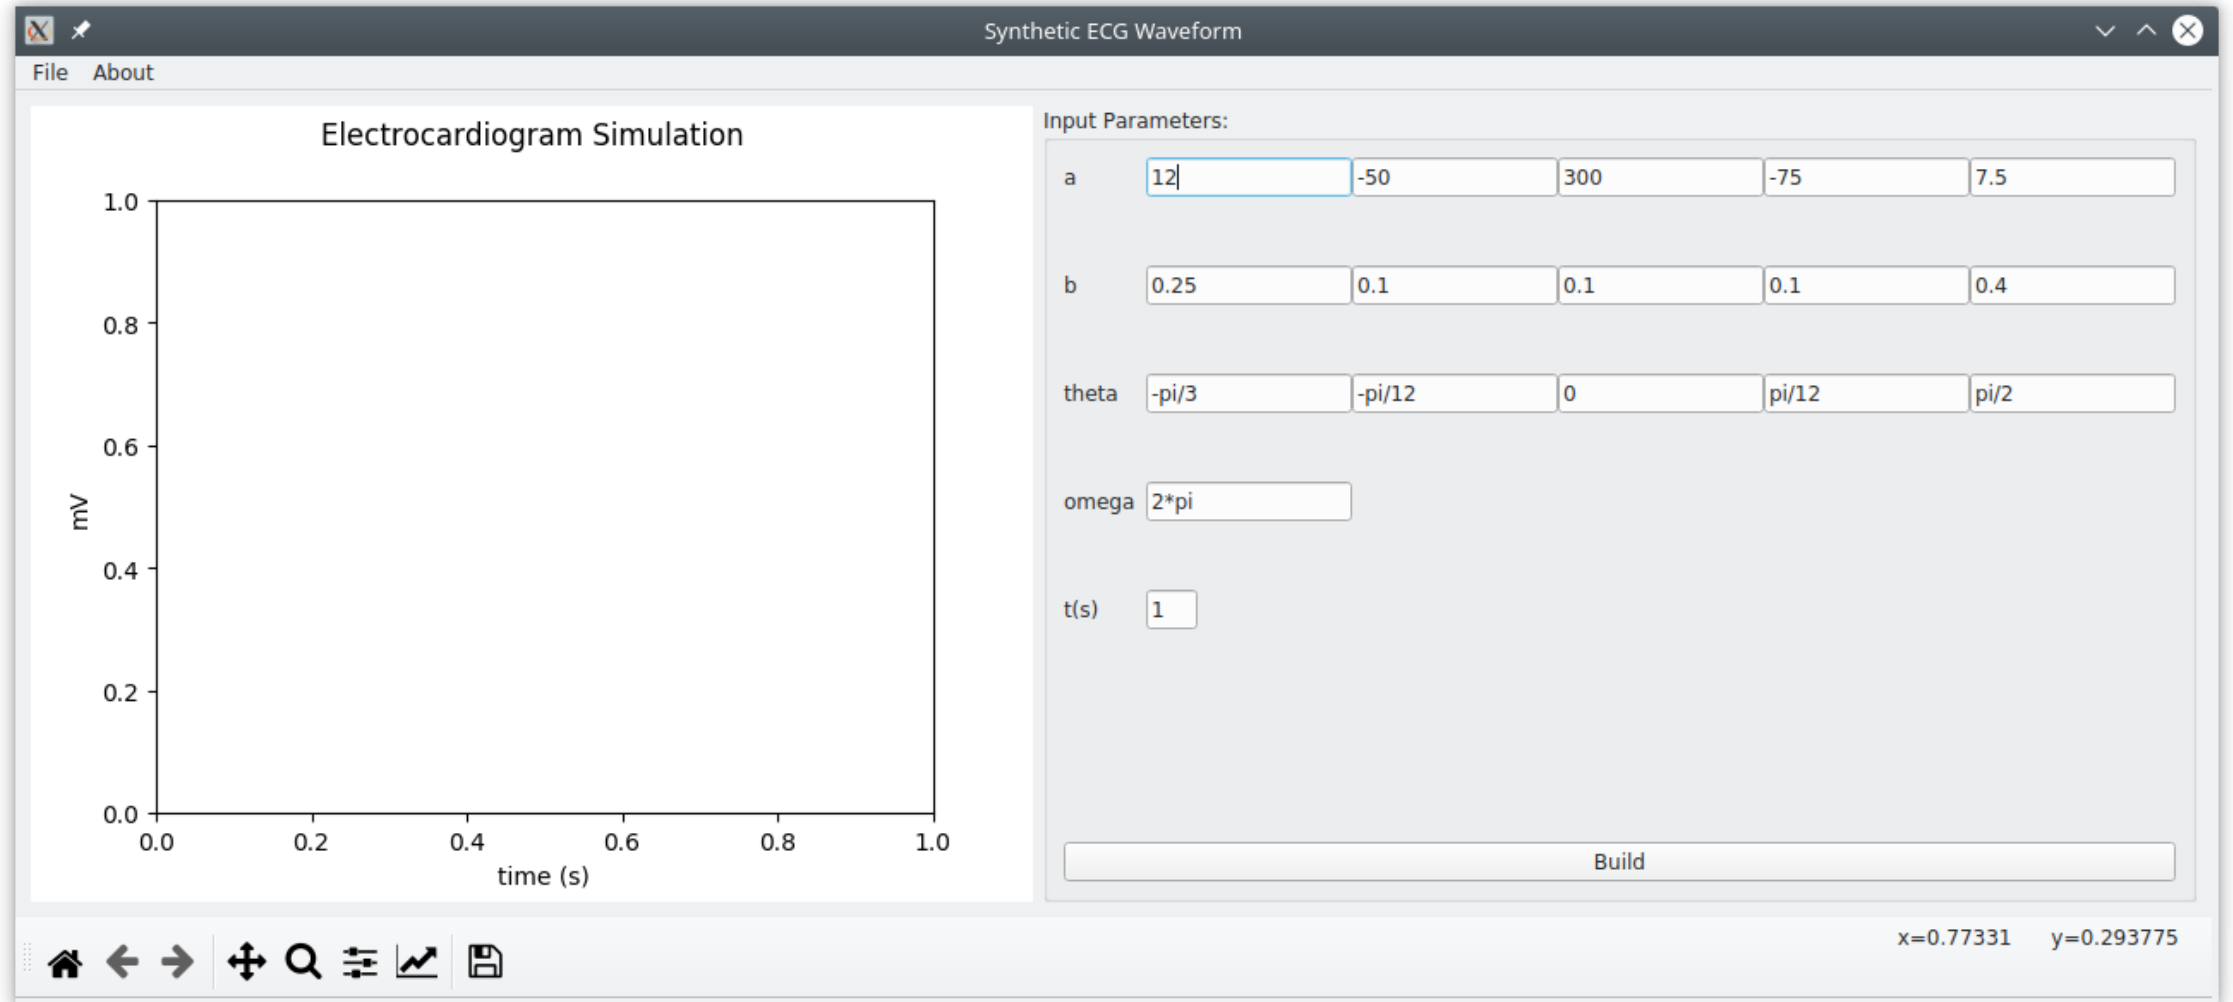 Synthetic ECG Waveform
File About
Electrocardiogram Simulation
1.0
0.8
0.6
0.4
0.2
0.0
mV
0.0 0.2 0.4 0.6 0.8 1.0
time (s)
Input Parameters:
a 12 -50 300 -75 7.5
b 0.25 0.1 0.1 0.1 0.4
theta -pi/3 -pi/12 0 pi/12 pi/2
omega 2*pi
t(s) 1
Build
x=0.77331 y=0.293775